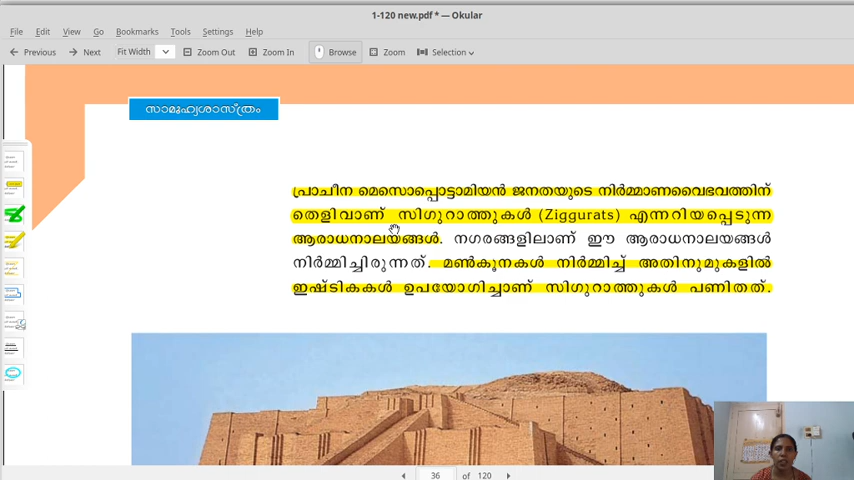 1-120 new.pdf * — Okular
File Edit View Go Bookmarks Tools Settings Help
Previous Next Fit Width Zoom Out Zoom In Browse Zoom Selection
സാമൂഹ്യശാസ്ത്രം
പ്രാചീന മെസൊപ്പൊട്ടാമിയൻ ജനതയുടെ നിർമ്മാണവൈഭവത്തിന്
തെളിവാണ് സിഗുറാത്തുകൾ (Ziggurats) എന്നറിയപ്പെടുന്ന
ആരാധനാലയങ്ങൾ. നഗരങ്ങളിലാണ് ഈ ആരാധനാലയങ്ങൾ
നിർമ്മിച്ചിരുന്നത്. മൺകൂനകൾ നിർമ്മിച്ച് അതിനുമുകളിൽ
ഇഷ്ടികകൾ ഉപയോഗിച്ചാണ് സിഗുറാത്തുകൾ പണിതത്.
36 of 120